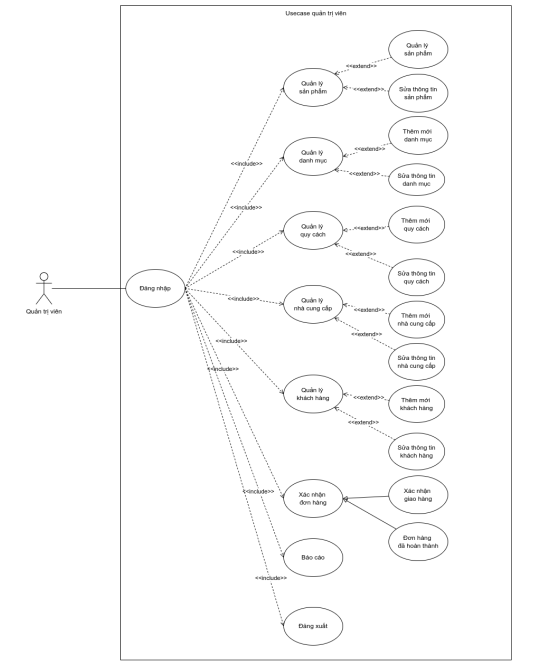 Usecase quản trị viên
Quản lý
sản phẩm
<<extend>>
Quản lý
sản phẩm
<<extend>>
Sửa thông tin
sản phẩm
Thêm mới
danh mục
<<extend>>
Quản lý
danh mục
<<include>>
<<extend>>
Sửa thông tin
danh mục
<<include>>
Quản lý
quy cách
<<extend>>
Thêm mới
quy cách
<<include>>
Sửa thông tin
quy cách
<<extend>>
Đăng nhập
Quản trị viên
<<include>>
Quản lý
nhà cung cấp
<<extend>>
Thêm mới
nhà cung cấp
<<include>>
<<extend>>
Sửa thông tin
nhà cung cấp
<<include>>
Quản lý
khách hàng
<<extend>>
Thêm mới
khách hàng
<<extend>>
Sửa thông tin
khách hàng
<<include>>
Xác nhận
đơn hàng
Xác nhận
giao hàng
Đơn hàng
đã hoàn thành
Báo cáo
<<include>>
Đăng xuất